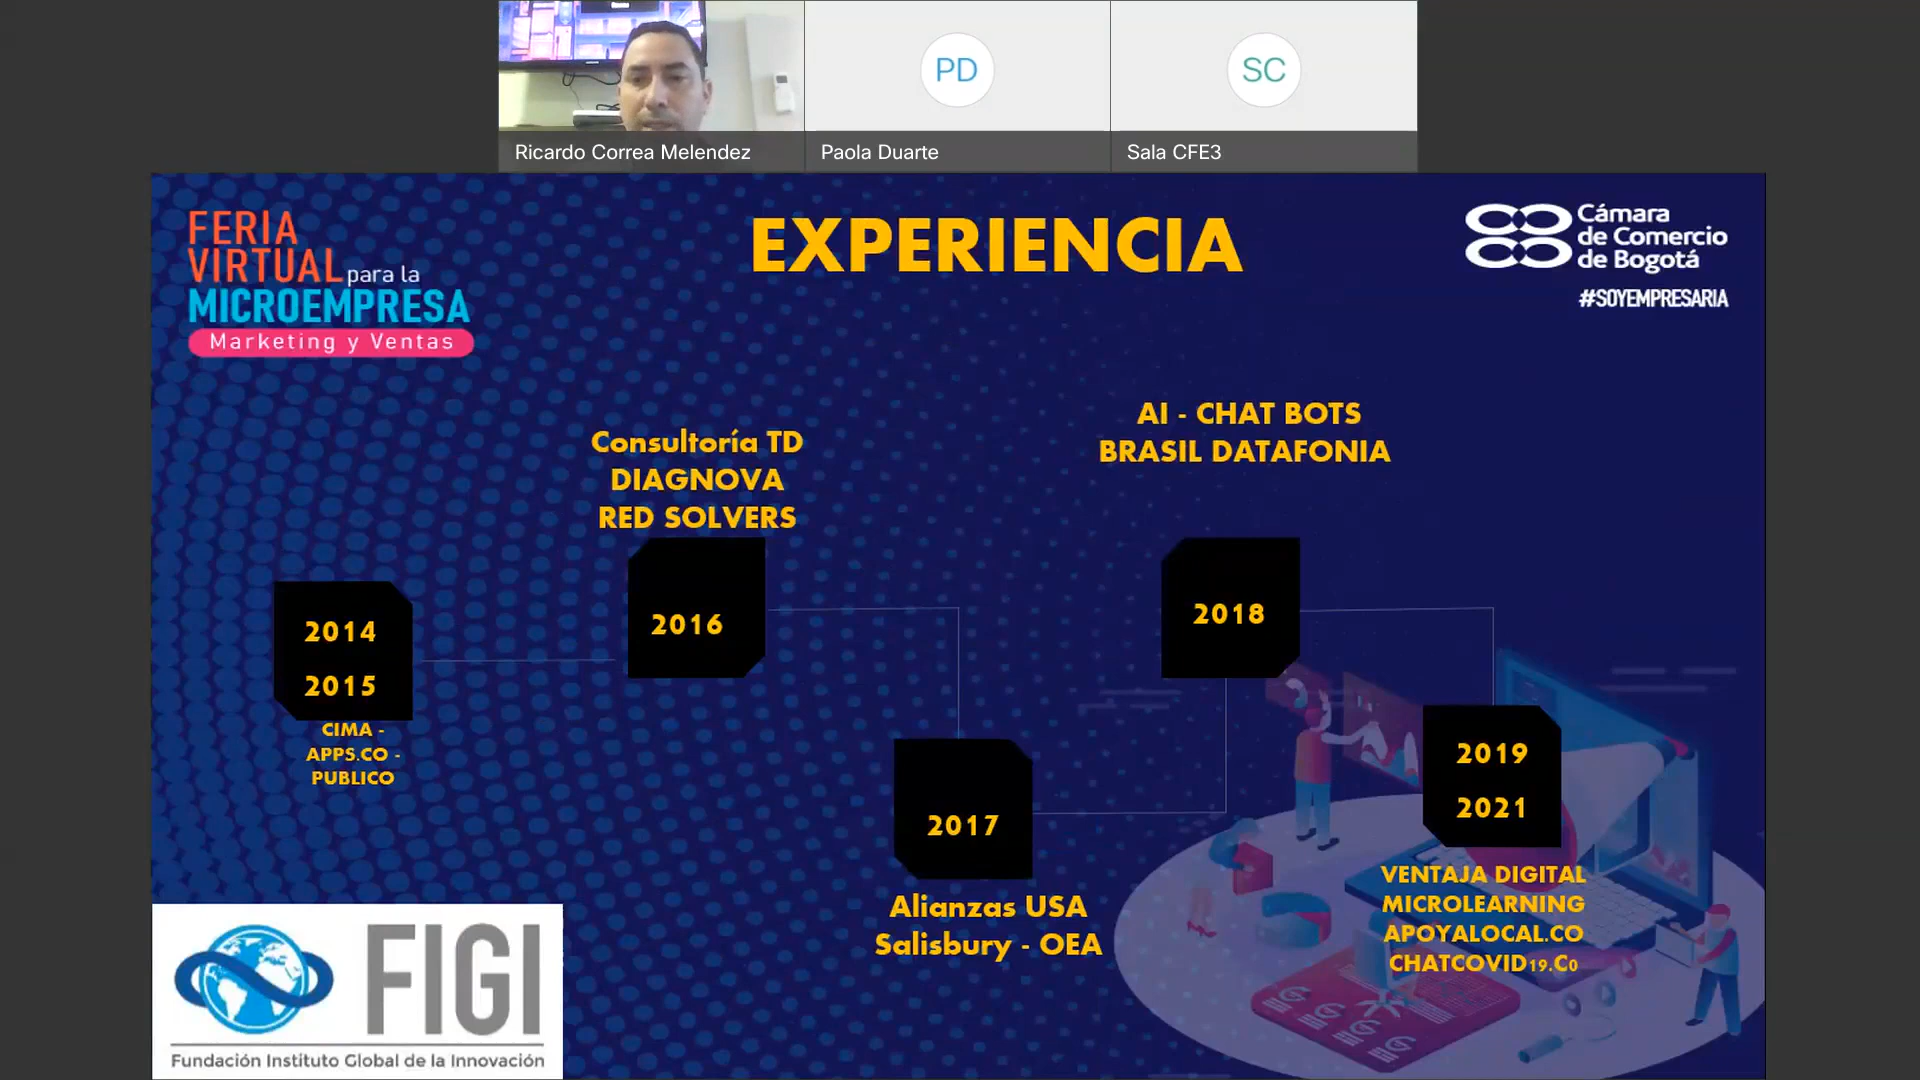 PD
SC
Ricardo Correa Melendez
Paola Duarte
Sala CFE3
FERIA
VIRTUAL para la
MICROEMPRESA
Marketing y Ventas
EXPERIENCIA
Cámara
de Comercio
de Bogotá
#SOYEMPRESARIA
Consultoría TD
DIAGNOVA
RED SOLVERS
AI - CHAT BOTS
BRASIL DATAFONIA
2014
2015
CIMA -
APPS.CO -
PUBLICO
2016
2017
Alianzas USA
Salisbury - OEA
2018
2019
2021
VENTAJA DIGITAL
MICROLEARNING
APOYALOCAL.CO
CHATCOVID19.C0
FIGI
Fundación Instituto Global de la Innovación